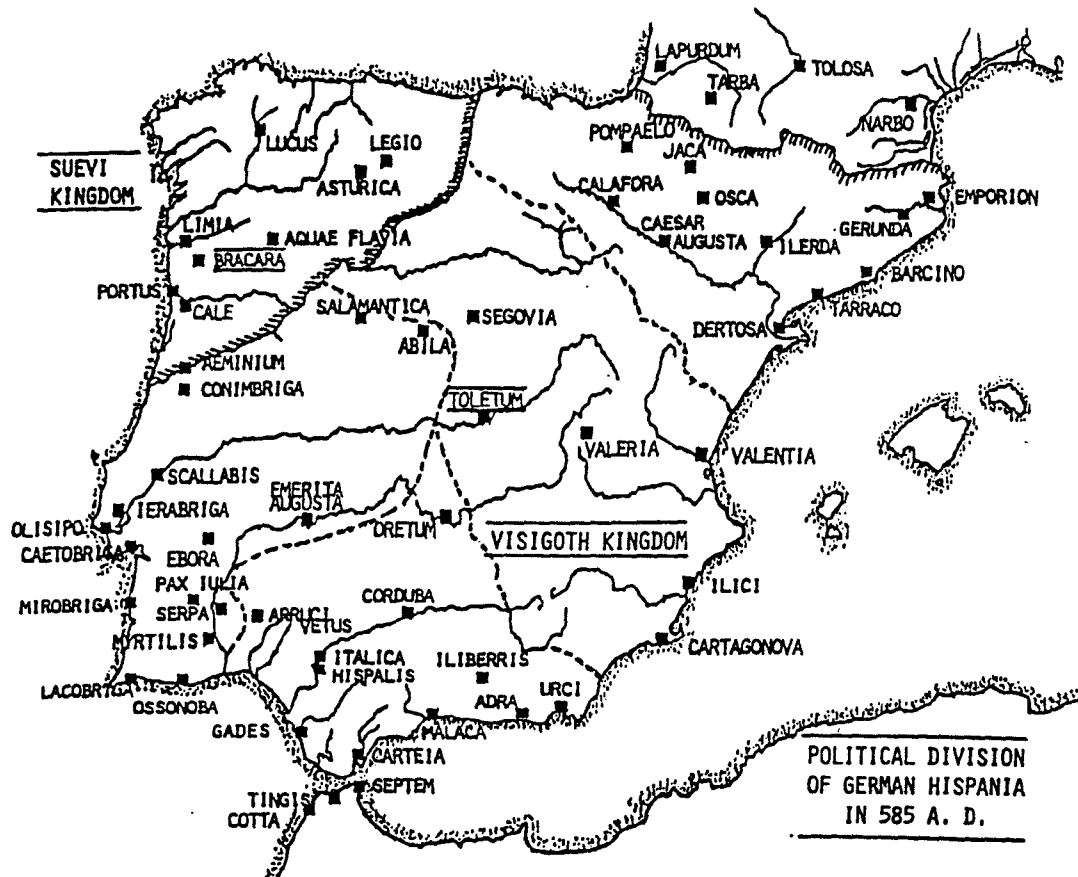 LAPURDUM
TARBA
TOLOSA
NARBO
LUCUS
LEGIO
ASTURICA
POMPAELO
JACA
SUEVI
KINGDOM
CALAFORA
OSCA
EMPORION
GERUNDA
LIMIA
AQUAE FLAVIA
BRACARA
CAESAR
AUGUSTA
ILERDA
BARCINO
TARRACO
PORTUS
CALE
SALAMANTICA
ABILA
SEGOVIA
DERTOSA
AEMINIUM
CONIMBRIGA
TOLETUM
VALERIA
VALENTIA
SCALLABIS
IERABRIGA
OLISIPO
CAETOBRIGA
EBORA
EMERITA
AUGUSTA
ORETUM
VISIGOTH KINGDOM
PAX IULIA
MIROBRIGA
SERPA
ARRUCI
VETUS
MYRTILIS
CORDUBA
ILICI
ITALICA
HISPALIS
ILIBERRIS
CARTAGONOVA
LACOBRIGA
OSSONOBA
GADES
MALACA
ADRA
URCI
CARTEIA
SEPTEM
TINGIS
COTTA
POLITICAL DIVISION
OF GERMAN HISPANIA
IN 585 A. D.